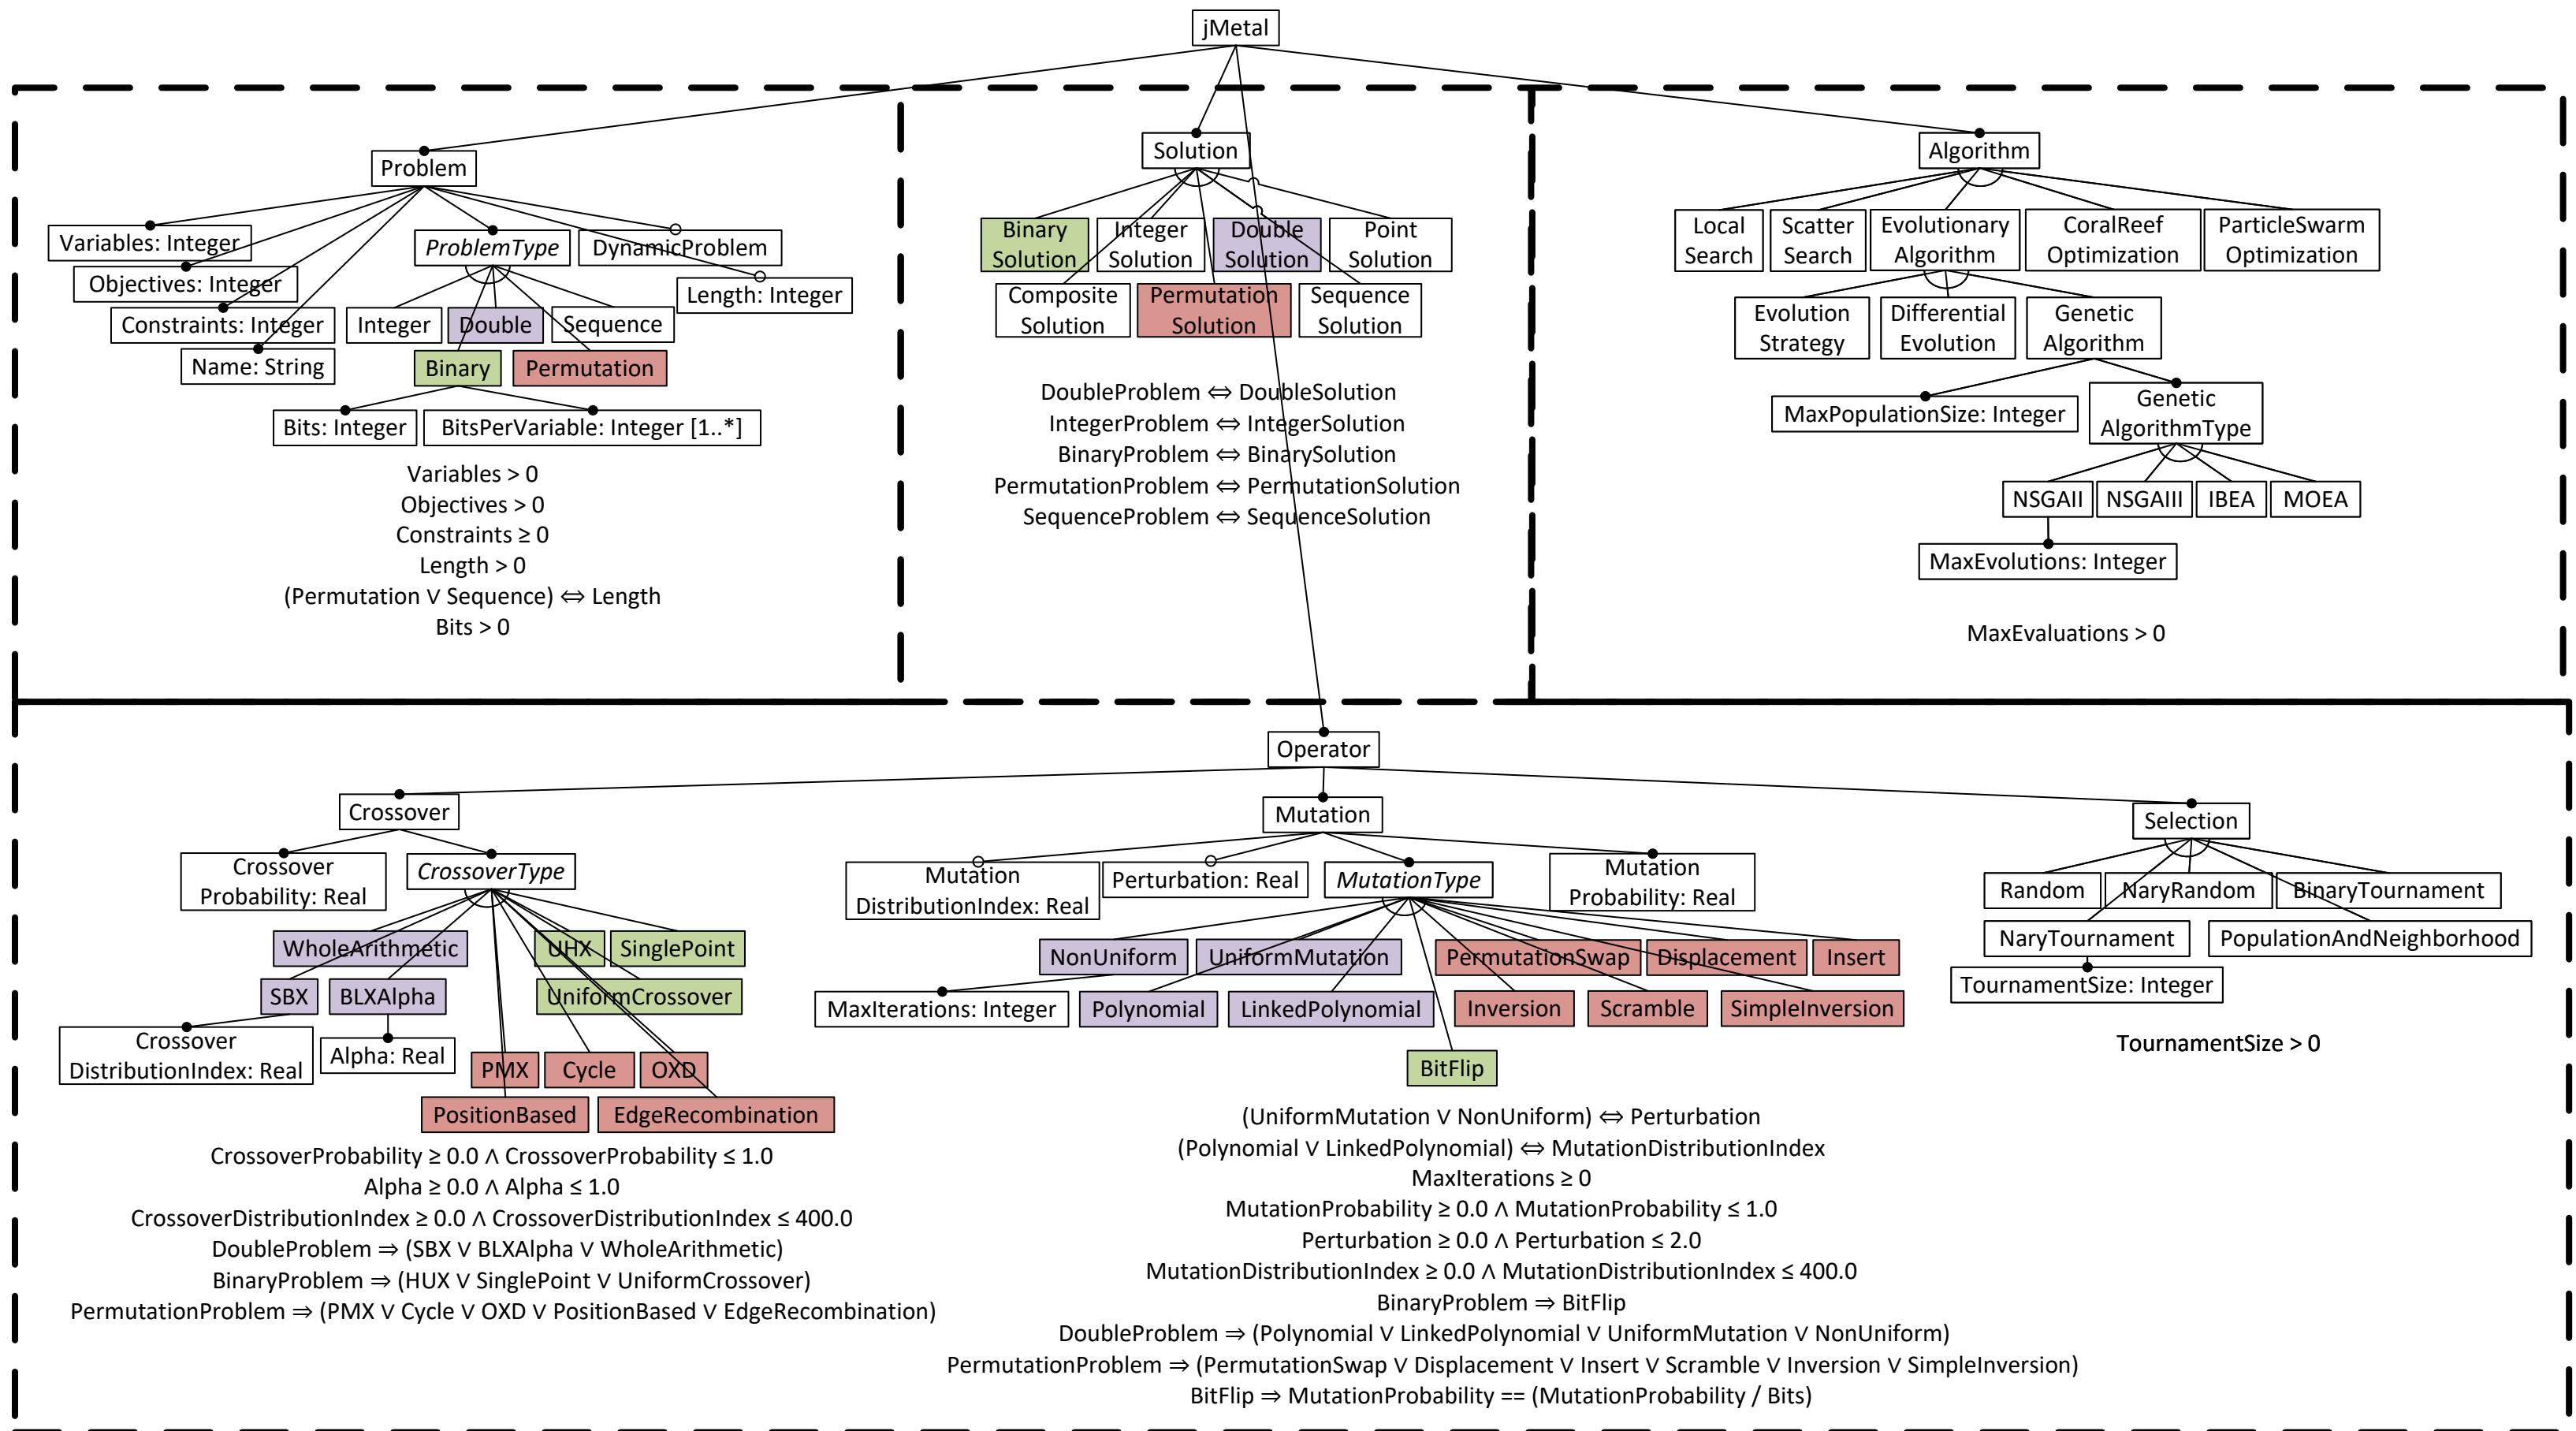 jMetal
Problem
Variables: Integer
Objectives: Integer
Constraints: Integer
Name: String
ProblemType
DynamicProblem
Length: Integer
Integer
Double
Sequence
Binary
Permutation
Bits: Integer
BitsPerVariable: Integer [1..*]
Variables > 0
Objectives > 0
Constraints ≥ 0
Length > 0
(Permutation ∨ Sequence) ⇔ Length
Bits > 0
Solution
Binary
Solution
Integer
Solution
Double
Solution
Point
Solution
Composite
Solution
Permutation
Solution
Sequence
Solution
DoubleProblem ⇔ DoubleSolution
IntegerProblem ⇔ IntegerSolution
BinaryProblem ⇔ BinarySolution
PermutationProblem ⇔ PermutationSolution
SequenceProblem ⇔ SequenceSolution
Algorithm
Local
Search
Scatter
Search
Evolutionary
Algorithm
CoralReef
Optimization
ParticleSwarm
Optimization
Evolution
Strategy
Differential
Evolution
Genetic
Algorithm
MaxPopulationSize: Integer
Genetic
AlgorithmType
NSGAII
NSGAIII
IBEA
MOEA
MaxEvolutions: Integer
MaxEvaluations > 0
Operator
Crossover
Crossover
Probability: Real
CrossoverType
WholeArithmetic
UHX
SinglePoint
SBX
BLXAlpha
UniformCrossover
Crossover
DistributionIndex: Real
Alpha: Real
PMX
Cycle
OXD
PositionBased
EdgeRecombination
CrossoverProbability ≥ 0.0 ∧ CrossoverProbability ≤ 1.0
Alpha ≥ 0.0 ∧ Alpha ≤ 1.0
CrossoverDistributionIndex ≥ 0.0 ∧ CrossoverDistributionIndex ≤ 400.0
DoubleProblem ⇒ (SBX ∨ BLXAlpha ∨ WholeArithmetic)
BinaryProblem ⇒ (HUX ∨ SinglePoint ∨ UniformCrossover)
PermutationProblem ⇒ (PMX ∨ Cycle ∨ OXD ∨ PositionBased ∨ EdgeRecombination)
Mutation
Mutation
DistributionIndex: Real
Perturbation: Real
MutationType
Mutation
Probability: Real
NonUniform
UniformMutation
PermutationSwap
Displacement
Insert
MaxIterations: Integer
Polynomial
LinkedPolynomial
Inversion
Scramble
SimpleInversion
BitFlip
(UniformMutation ∨ NonUniform) ⇔ Perturbation
(Polynomial ∨ LinkedPolynomial) ⇔ MutationDistributionIndex
MaxIterations ≥ 0
MutationProbability ≥ 0.0 ∧ MutationProbability ≤ 1.0
Perturbation ≥ 0.0 ∧ Perturbation ≤ 2.0
MutationDistributionIndex ≥ 0.0 ∧ MutationDistributionIndex ≤ 400.0
BinaryProblem ⇒ BitFlip
DoubleProblem ⇒ (Polynomial ∨ LinkedPolynomial ∨ UniformMutation ∨ NonUniform)
PermutationProblem ⇒ (PermutationSwap ∨ Displacement ∨ Insert ∨ Scramble ∨ Inversion ∨ SimpleInversion)
BitFlip ⇒ MutationProbability == (MutationProbability / Bits)
Selection
Random
NaryRandom
BinaryTournament
NaryTournament
PopulationAndNeighborhood
TournamentSize: Integer
TournamentSize > 0